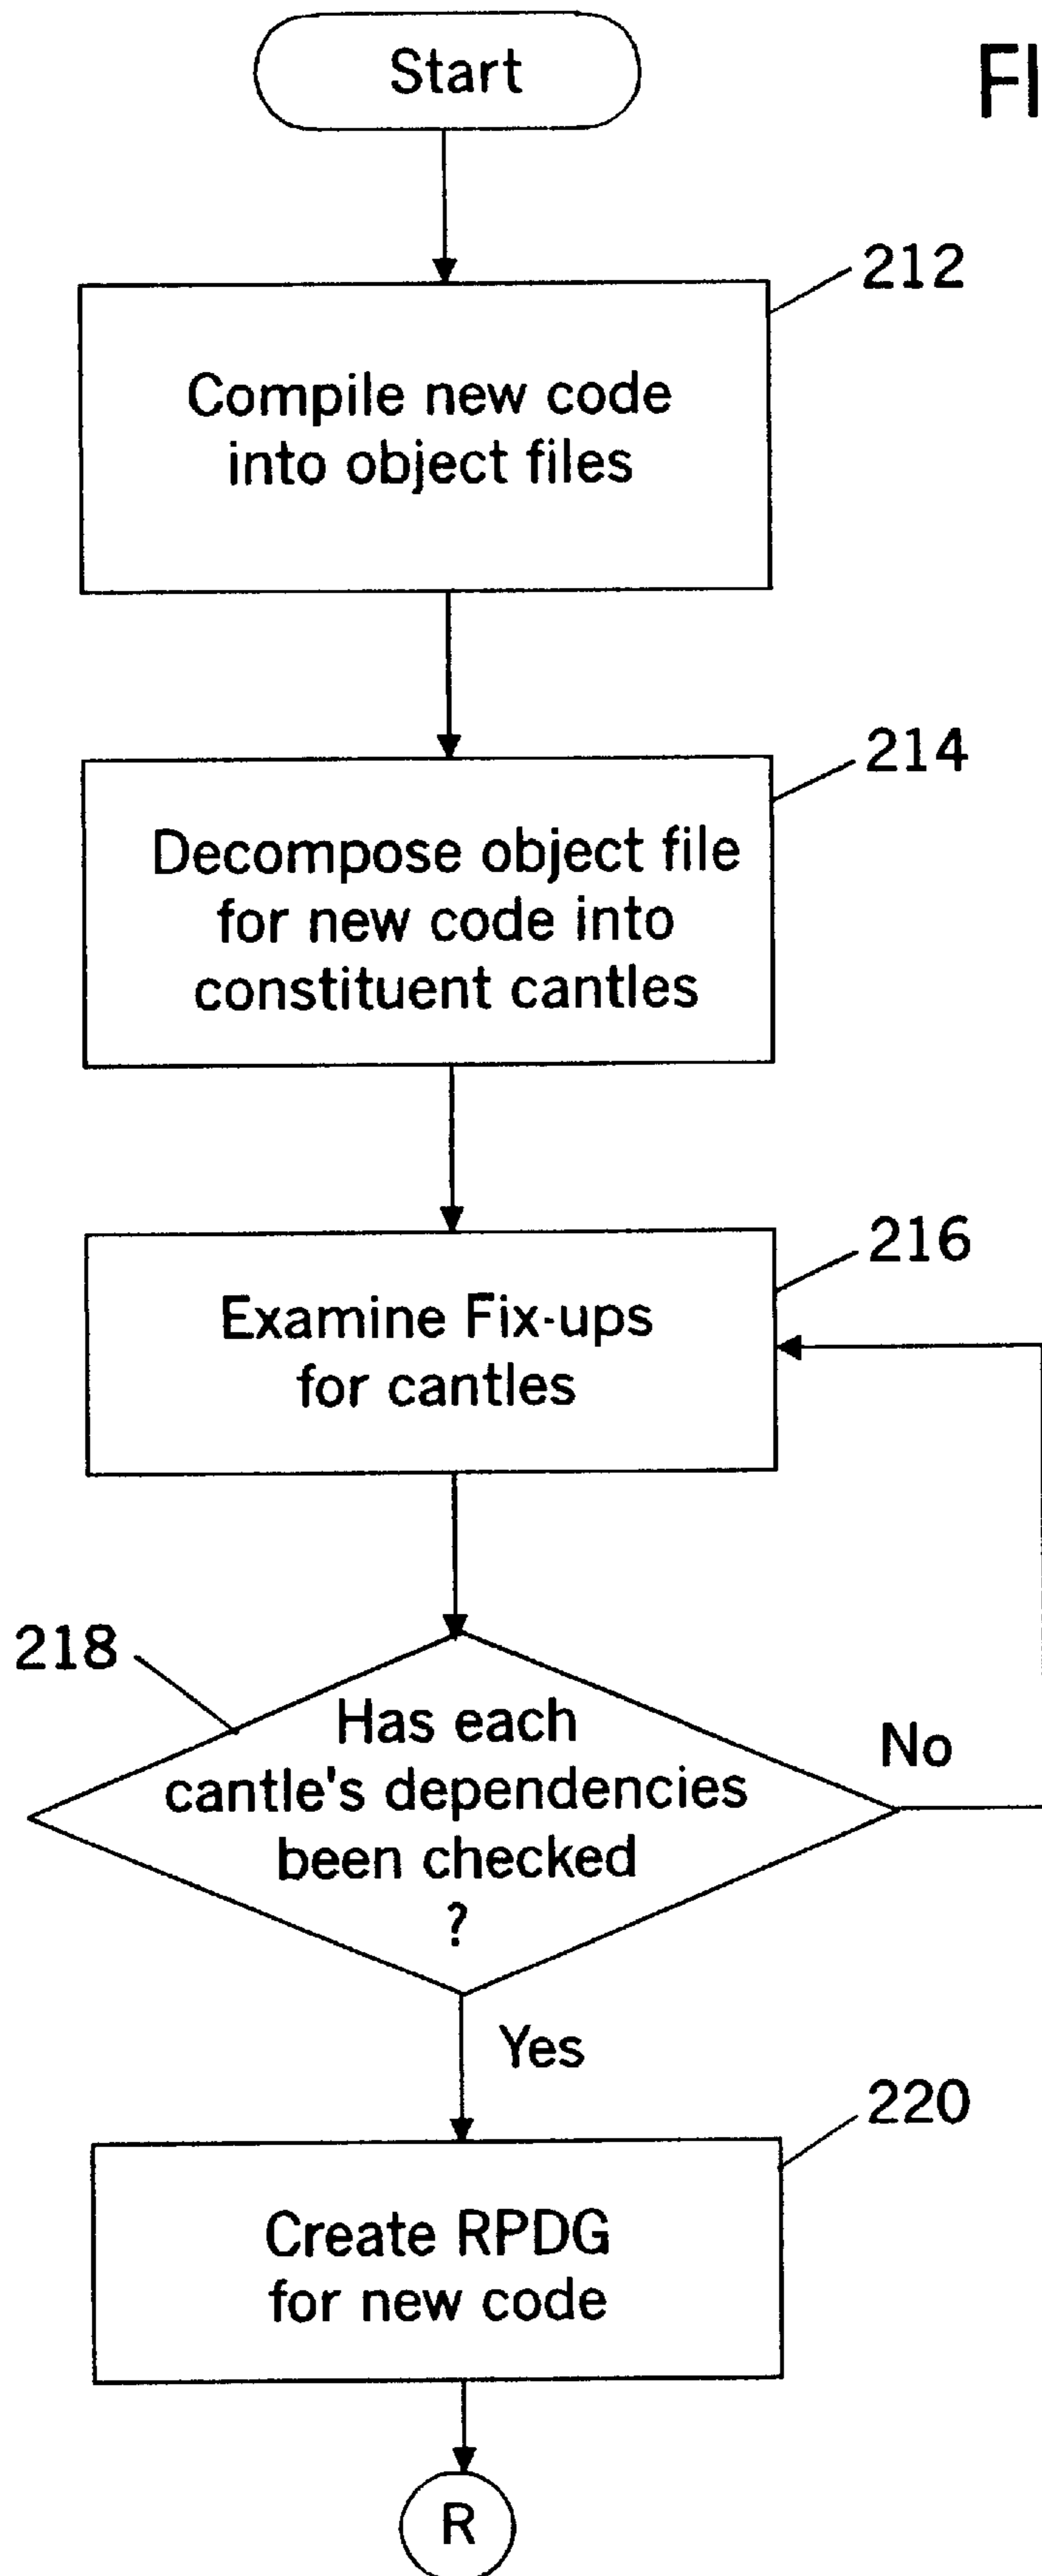 Start
FI
212
Compile new code
into object files
214
Decompose object file
for new code into
constituent cantles
216
Examine Fix-ups
for cantles
218
Has each
cantle's dependencies
been checked
?
No
Yes
220
Create RPDG
for new code
R